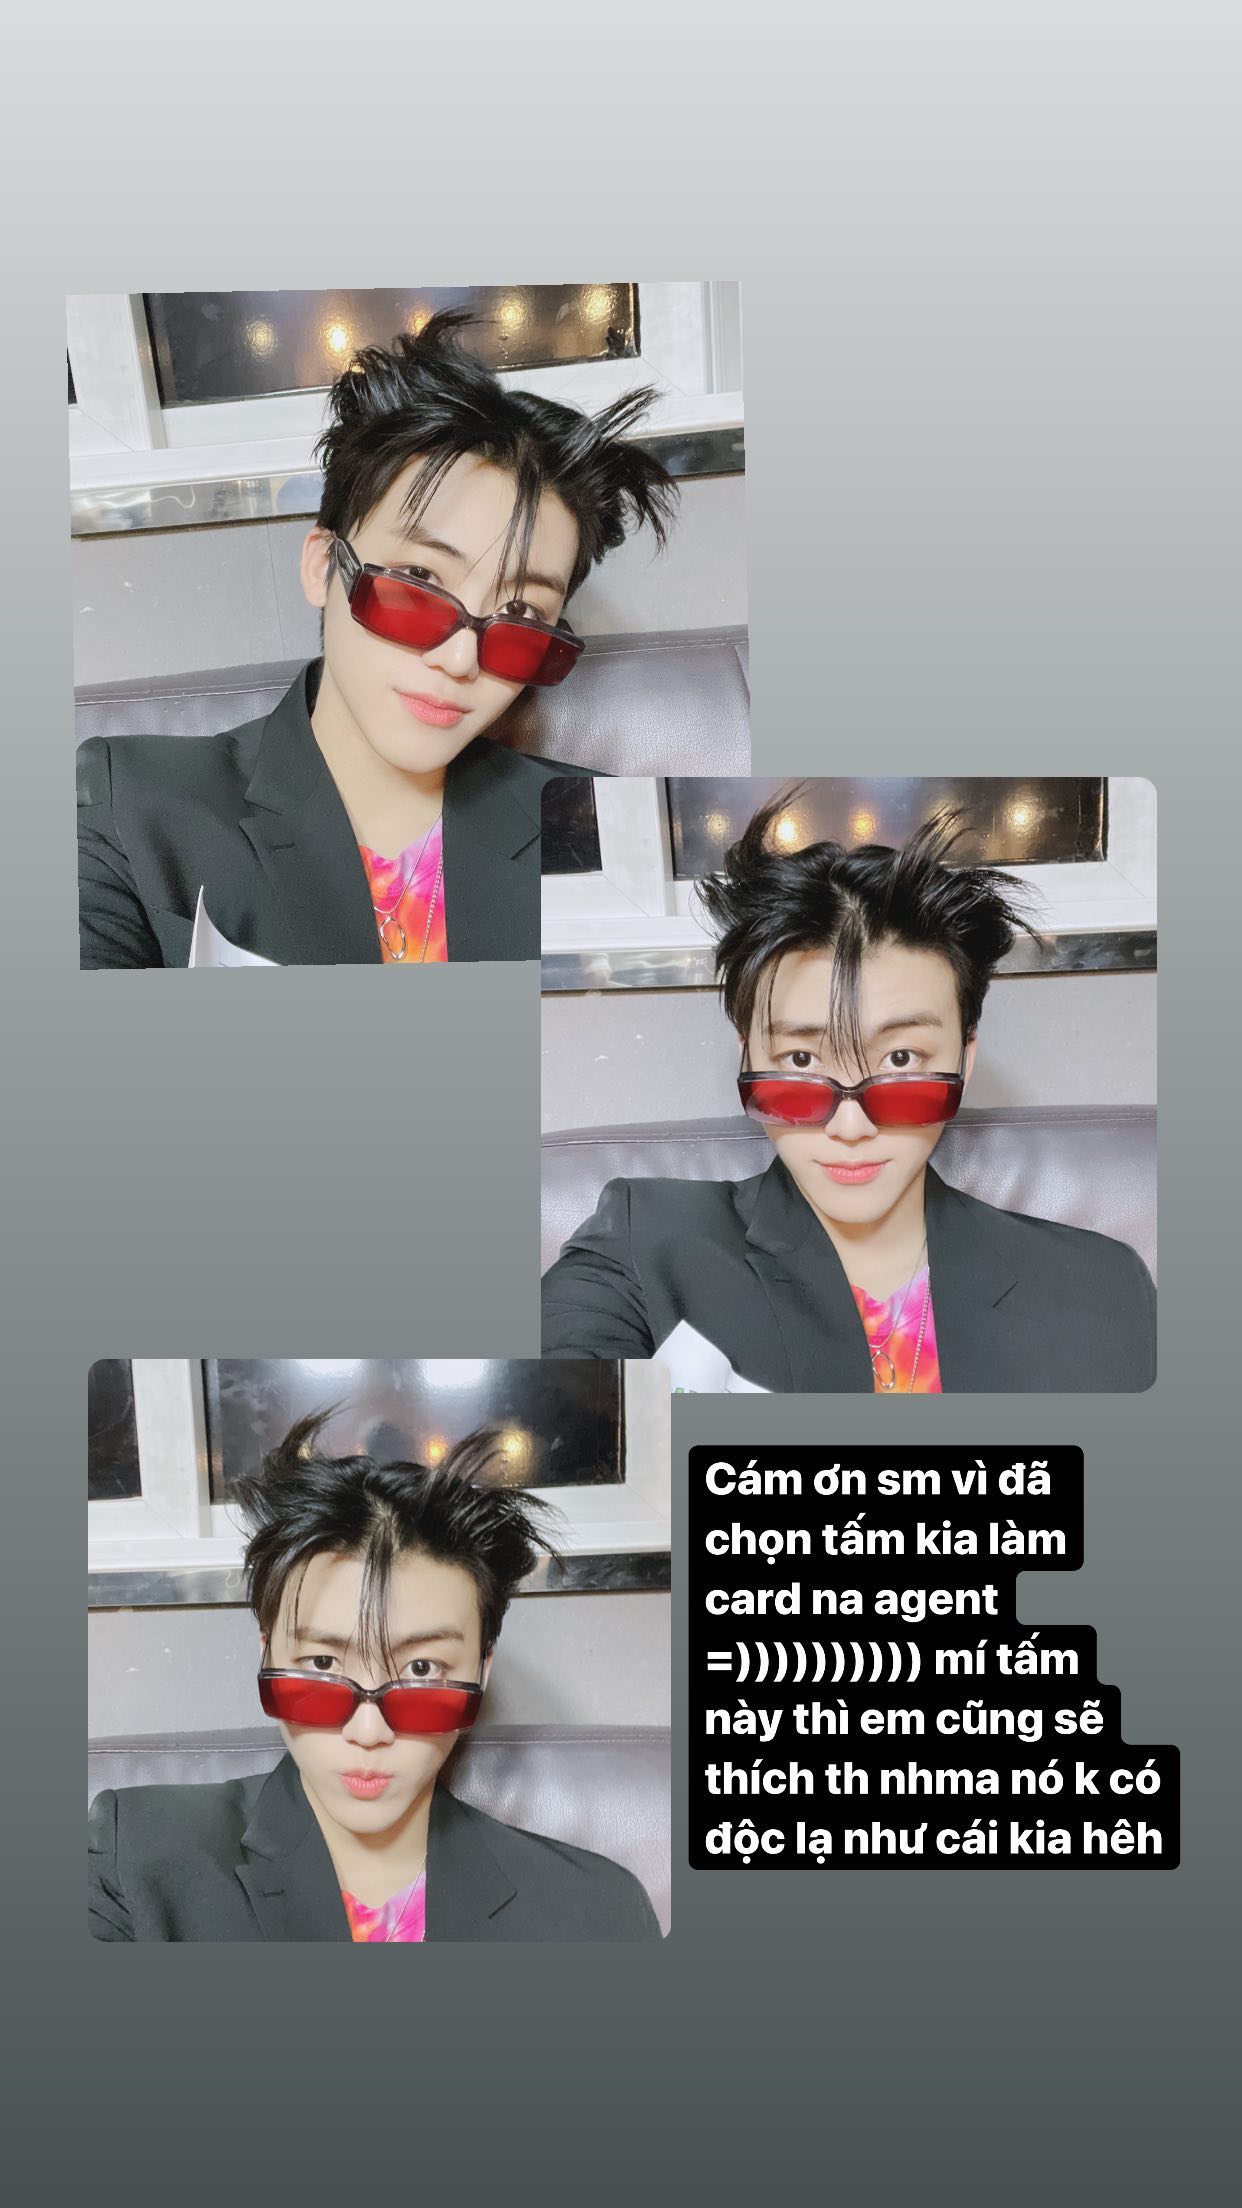 Cám ơn sm vì đã
chọn tấm kia làm
card na agent
=)))))))))) mí tấm
này thì em cũng sẽ
thích th nhma nó k có
độc lạ như cái kia hêh